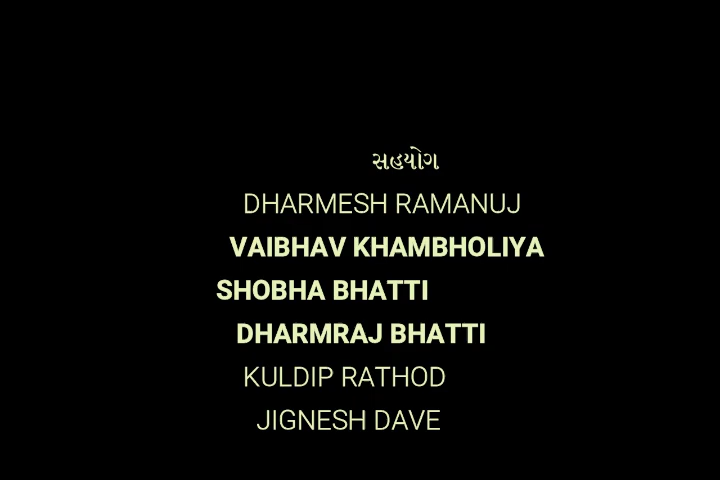 સહયોગ
DHARMESH RAMANUJ
VAIBHAV KHAMBHOLIYA
SHOBHA BHATTI
DHARMRAJ BHATTI
KULDIP RATHOD
JIGNESH DAVE